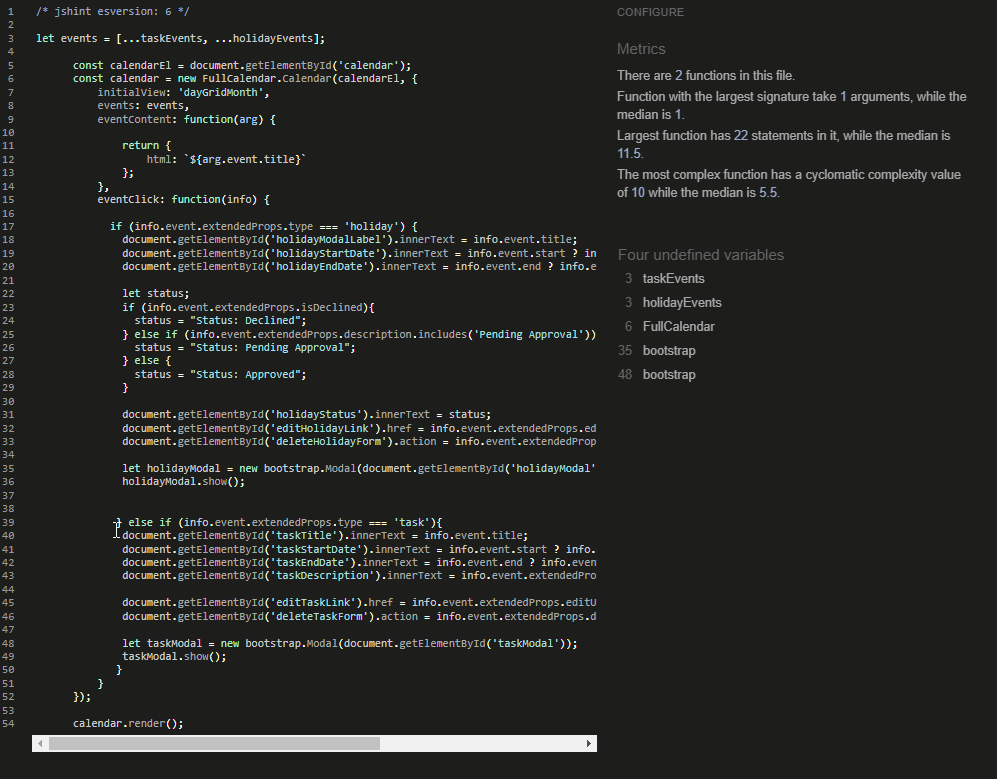 1 /* jshint esversion: 6 */
2
3 let events = [...taskEvents, ...holidayEvents];
4
5 const calendarEl = document.getElementById('calendar');
6 const calendar = new FullCalendar.Calendar(calendarEl, {
7 initialView: 'dayGridMonth',
8 events: events,
9 eventContent: function(arg) {
10
11 return {
12 html: `${arg.event.title}`
13 };
14 },
15 eventClick: function(info) {
16
17 if (info.event.extendedProps.type === 'holiday') {
18 document.getElementById('holidayModalLabel').innerText = info.event.title;
19 document.getElementById('holidayStartDate').innerText = info.event.start ? in
20 document.getElementById('holidayEndDate').innerText = info.event.end ? info.e
21
22 let status;
23 if (info.event.extendedProps.isDeclined){
24 status = "Status: Declined";
25 } else if (info.event.extendedProps.description.includes('Pending Approval'))
26 status = "Status: Pending Approval";
27 } else {
28 status = "Status: Approved";
29 }
30
31 document.getElementById('holidayStatus').innerText = status;
32 document.getElementById('editHolidayLink').href = info.event.extendedProps.ed
33 document.getElementById('deleteHolidayForm').action = info.event.extendedProp
34
35 let holidayModal = new bootstrap.Modal(document.getElementById('holidayModal'
36 holidayModal.show();
37
38
39 } else if (info.event.extendedProps.type === 'task'){
40 document.getElementById('taskTitle').innerText = info.event.title;
41 document.getElementById('taskStartDate').innerText = info.event.start ? info.
42 document.getElementById('taskEndDate').innerText = info.event.end ? info.even
43 document.getElementById('taskDescription').innerText = info.event.extendedPro
44
45 document.getElementById('editTaskLink').href = info.event.extendedProps.editU
46 document.getElementById('deleteTaskForm').action = info.event.extendedProps.d
47
48 let taskModal = new bootstrap.Modal(document.getElementById('taskModal'));
49 taskModal.show();
50 }
51 }
52 });
53
54 calendar.render();
CONFIGURE
Metrics
There are 2 functions in this file.
Function with the largest signature take 1 arguments, while the
median is 1.
Largest function has 22 statements in it, while the median is
11.5.
The most complex function has a cyclomatic complexity value
of 10 while the median is 5.5.
Four undefined variables
3 taskEvents
3 holidayEvents
6 FullCalendar
35 bootstrap
48 bootstrap